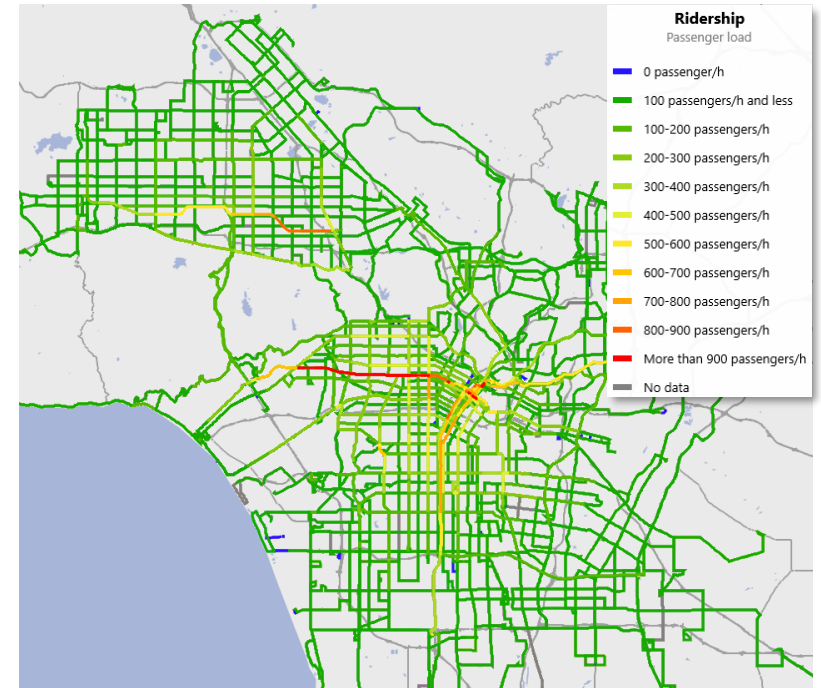 Ridership
Passenger load
0 passenger/h
100 passengers/h and less
100-200 passengers/h
200-300 passengers/h
300-400 passengers/h
400-500 passengers/h
500-600 passengers/h
600-700 passengers/h
700-800 passengers/h
800-900 passengers/h
More than 900 passengers/h
No data